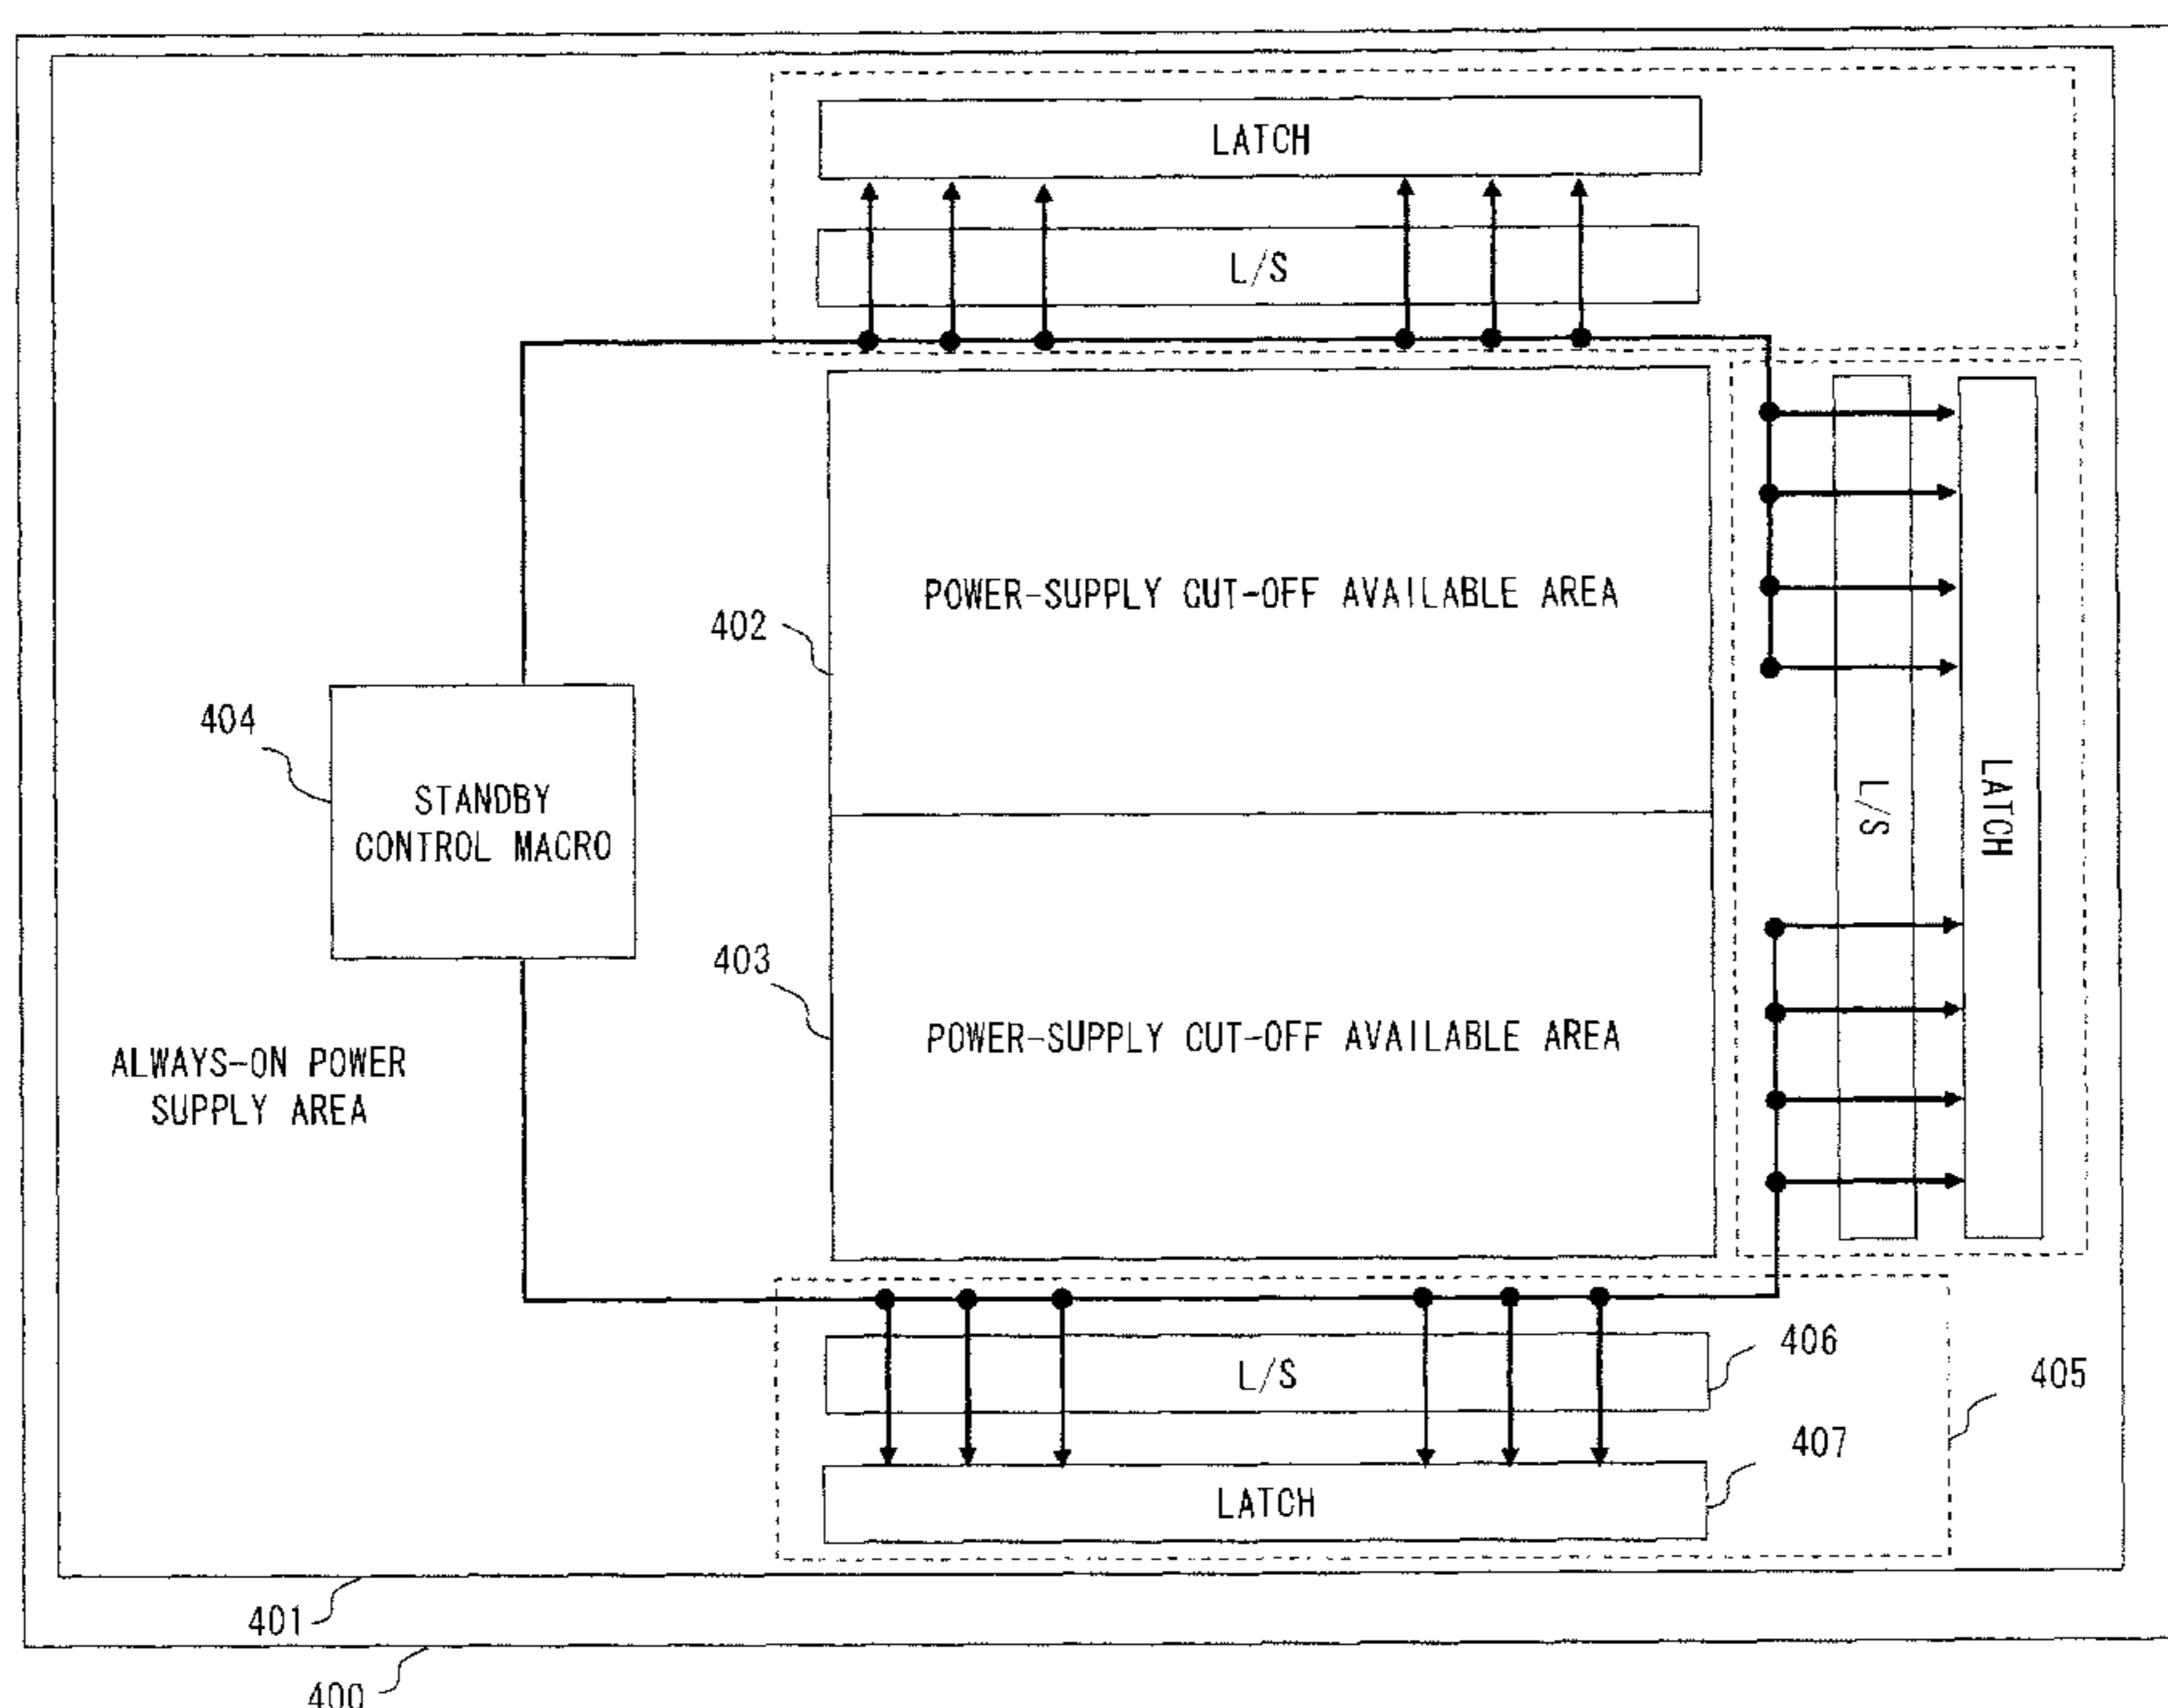 LATCH
L/S
POWER-SUPPLY CUT-OFF AVAILABLE AREA
402
404
STANDBY
CONTROL MACRO
L/S
LATCH
403
POWER-SUPPLY CUT-OFF AVAILABLE AREA
ALWAYS-ON POWER
SUPPLY AREA
406
L/S
405
407
LATCH
401
400